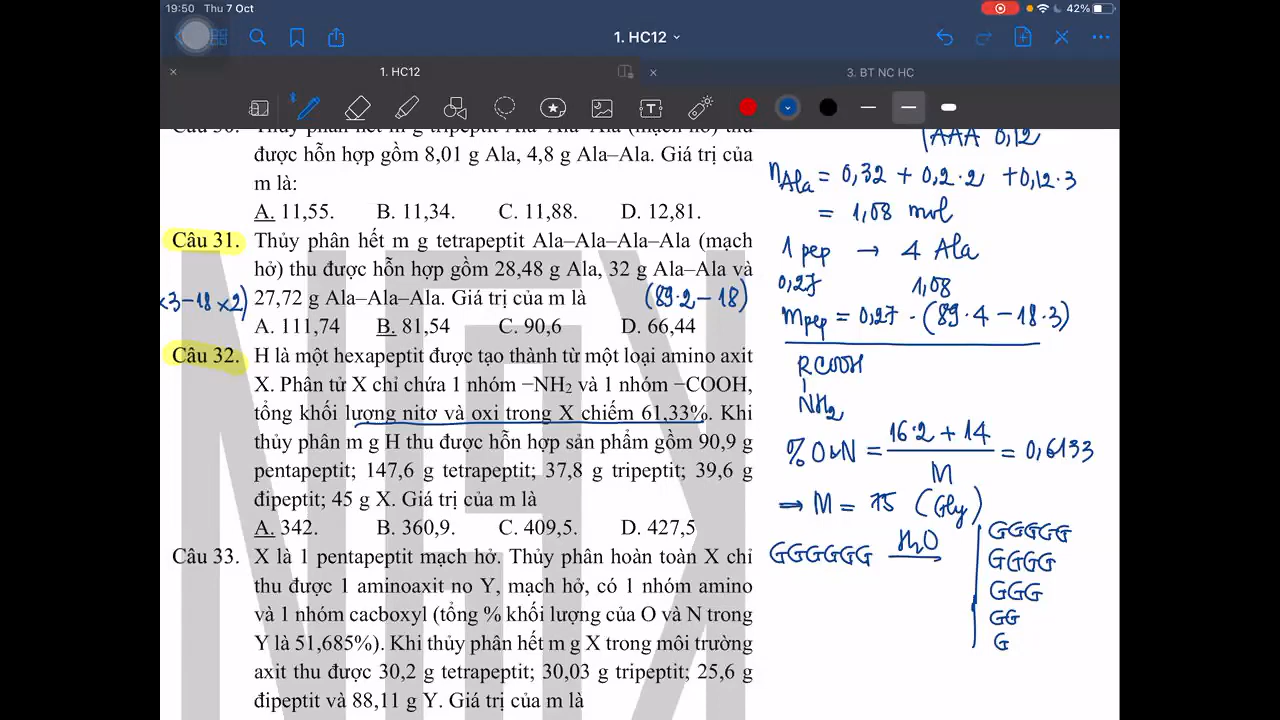 19:50 Thu 7 Oct
42%
1. HC12
1. HC12
3. BT NC HC
Câu 30. Thủy phân hết m g tripeptit Ala–Ala–Ala (mạch hở) thu
được hỗn hợp gồm 8,01 g Ala, 4,8 g Ala–Ala. Giá trị của
m là:
A. 11,55. B. 11,34. C. 11,88. D. 12,81.
Câu 31. Thủy phân hết m g tetrapeptit Ala–Ala–Ala–Ala (mạch
hở) thu được hỗn hợp gồm 28,48 g Ala, 32 g Ala–Ala và
×3–18×2) 27,72 g Ala–Ala–Ala. Giá trị của m là (89·2–18)
A. 111,74 B. 81,54 C. 90,6 D. 66,44
Câu 32. H là một hexapeptit được tạo thành từ một loại amino axit
X. Phân tử X chỉ chứa 1 nhóm −NH₂ và 1 nhóm −COOH,
tổng khối lượng nitơ và oxi trong X chiếm 61,33%. Khi
thủy phân m g H thu được hỗn hợp sản phẩm gồm 90,9 g
pentapeptit; 147,6 g tetrapeptit; 37,8 g tripeptit; 39,6 g
đipeptit; 45 g X. Giá trị của m là
A. 342. B. 360,9. C. 409,5. D. 427,5
Câu 33. X là 1 pentapeptit mạch hở. Thủy phân hoàn toàn X chỉ
thu được 1 aminoaxit no Y, mạch hở, có 1 nhóm amino
và 1 nhóm cacboxyl (tổng % khối lượng của O và N trong
Y là 51,685%). Khi thủy phân hết m g X trong môi trường
axit thu được 30,2 g tetrapeptit; 30,03 g tripeptit; 25,6 g
đipeptit và 88,11 g Y. Giá trị của m là
AAA 0,12
nAla = 0,32 + 0,2·2 + 0,12·3
= 1,08 mol
1 pep → 4 Ala
0,27 1,08
mpep = 0,27 · (89·4 – 18·3)
RCOOH
NH₂
% O&N = 16·2 + 14 / M = 0,6133
→ M = 75 (Gly)
GGGGGG H₂O
GGGGG
GGGG
GGG
GG
G